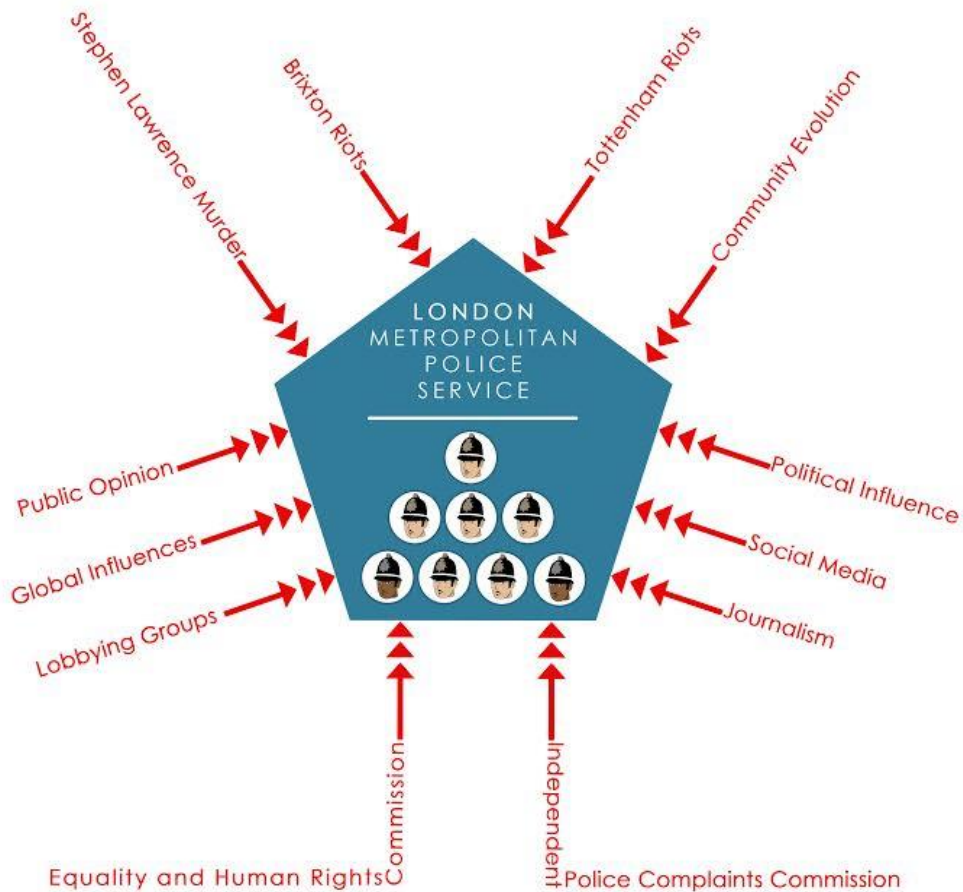 Stephen Lawrence Murder
Brixton Riots
Tottenham Riots
Community Evolution
LONDON
METROPOLITAN
POLICE
SERVICE
Public Opinion
Global Influences
Lobbying Groups
Political Influence
Social Media
Journalism
Equality and Human Rights
Commission
Independent
Police Complaints Commission